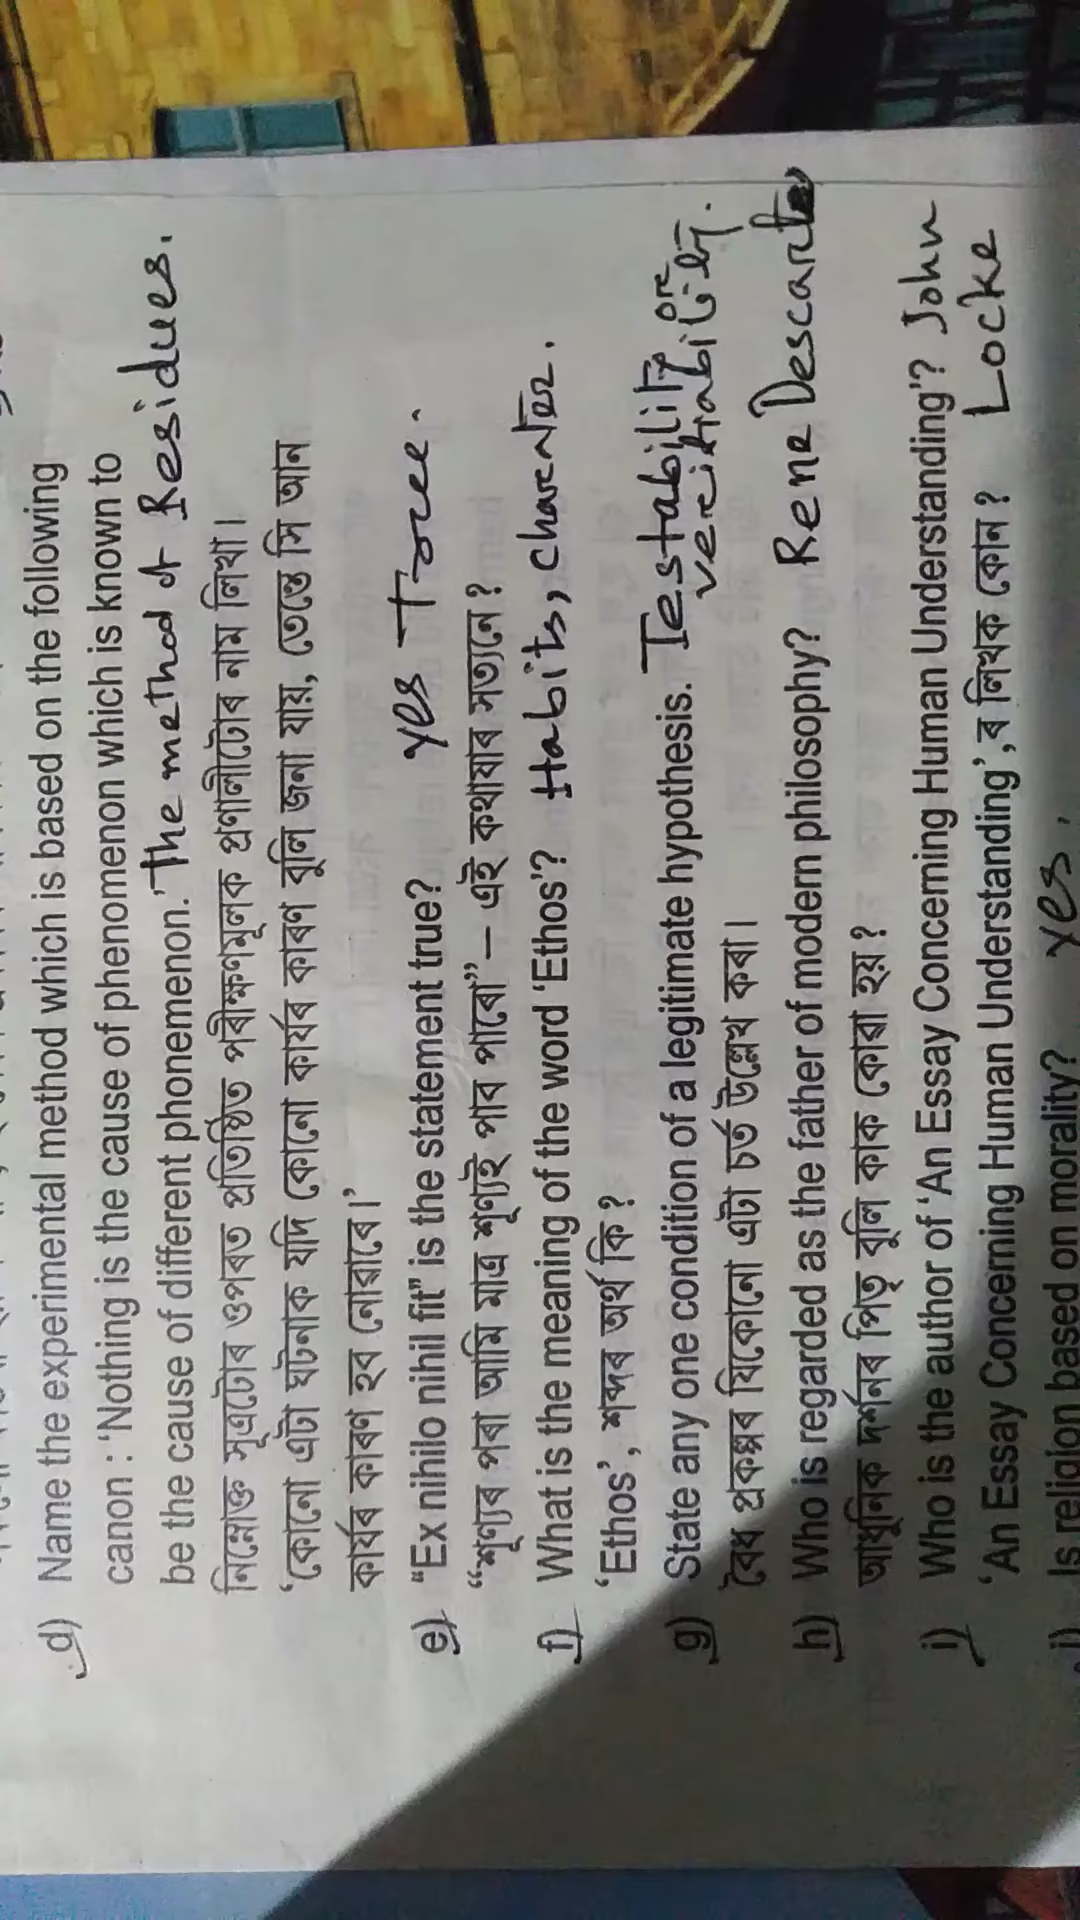 d) Name the experimental method which is based on the following
canon : 'Nothing is the cause of phenomenon which is known to
be the cause of different phonemenon.' The method of Residues.
নিম্নোক্ত সূত্ৰটোৰ ওপৰত প্ৰতিষ্ঠিত পৰীক্ষণমূলক প্ৰণালীটোৰ নাম লিখা।
'কোনো এটা ঘটনাক যদি কোনো কাৰ্যৰ কাৰণ বুলি জনা যায়, তেন্তে সি আন
কাৰ্যৰ কাৰণ হব নোৱাৰে।'
e) "Ex nihilo nihil fit" is the statement true? yes Troee.
"শূণ্যৰ পৰা আমি মাত্ৰ শূণ্যই পাব পাৰো" – এই কথাযাৰ সত্যনে ?
f) What is the meaning of the word 'Ethos'? Habits,
'Ethos', শব্দৰ অৰ্থ কি ?
g) State any one condition of a legitimate hypothesis. Testability or
বৈধ প্ৰকল্পৰ যিকোনো এটা চৰ্ত উল্লেখ কৰা।
h) Who is regarded as the father of modern philosophy? Rene Descartes
আধুনিক দৰ্শনৰ পিতৃ বুলি কাক কোৱা হয় ?
i) Who is the author of 'An Essay Concerning Human Understanding'? John
'An Essay Concerning Human Understanding',ৰ লিখক কোন ? Locke
j) Is religion based on morality? yes.